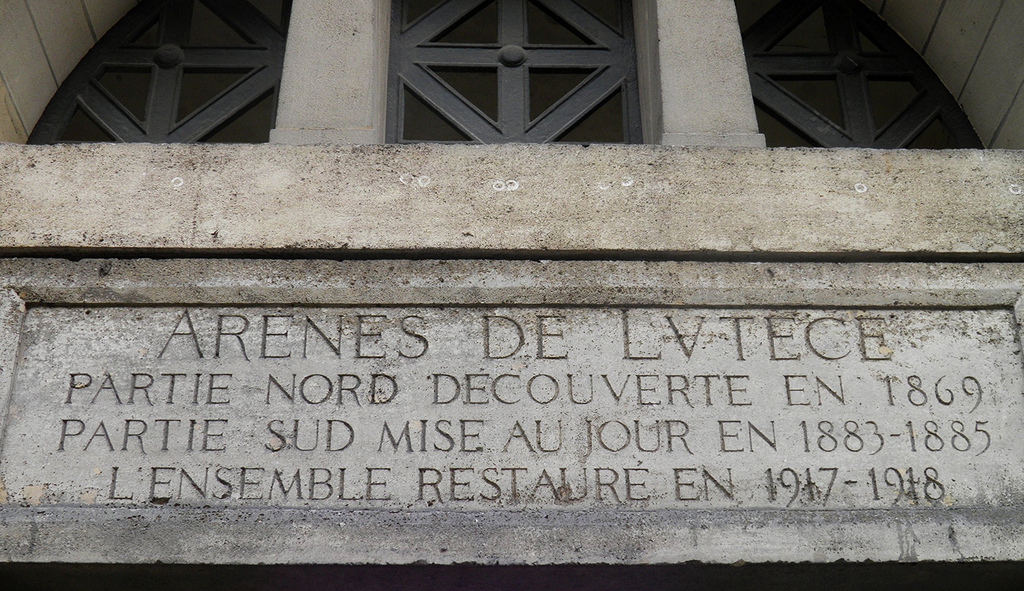 ARENES DE LVTECE
PARTIE NORD DECOUVERTE EN 1869
PARTIE SUD MISE AU JOUR EN 1883-1885
L'ENSEMBLE RESTAURÉ EN 1917-1918